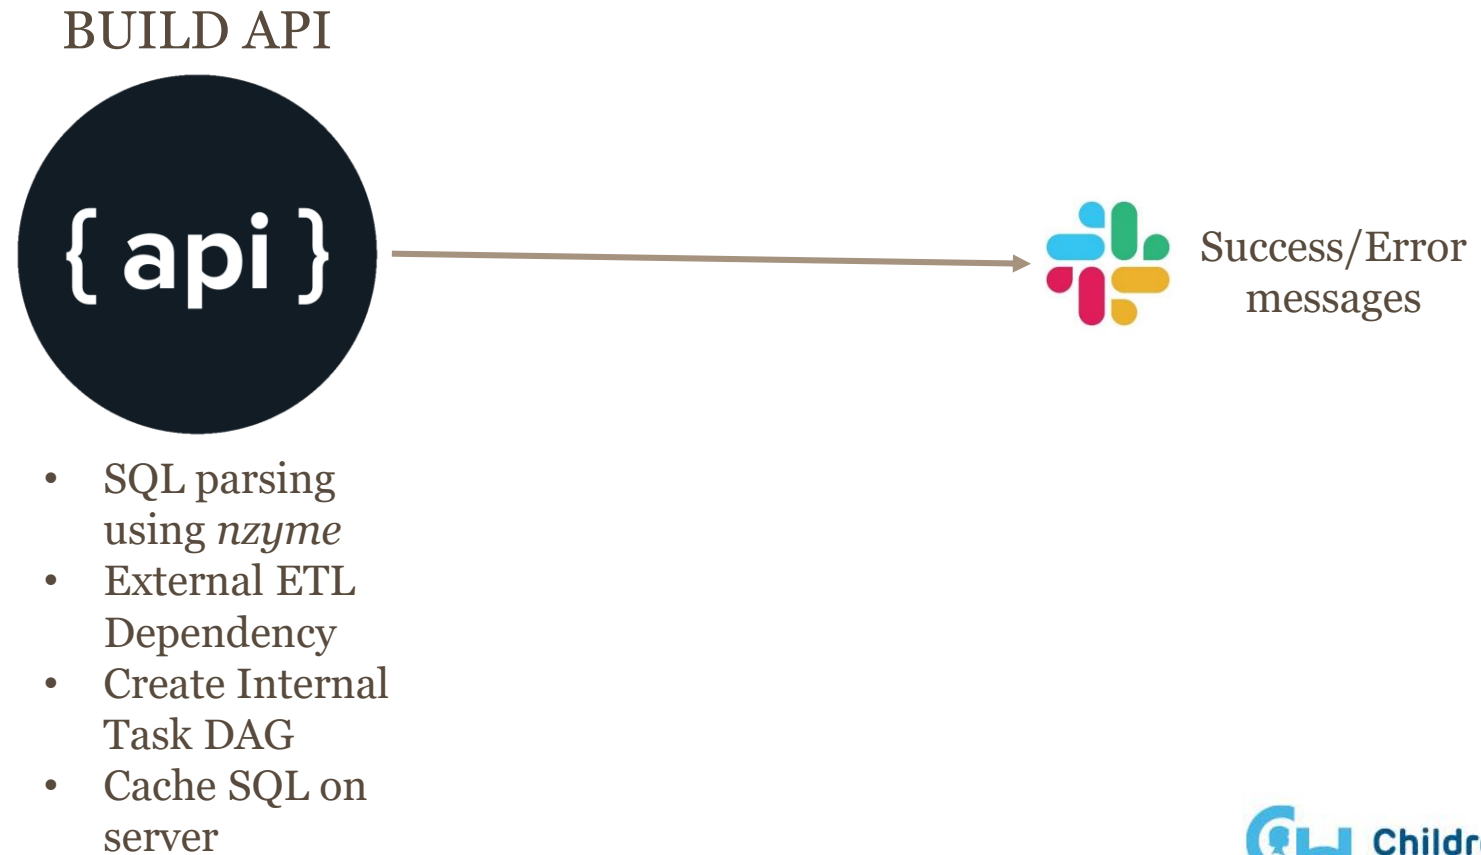 BUILD API
{ api }
Success/Error
messages
• SQL parsing
using nzyme
• External ETL
Dependency
• Create Internal
Task DAG
• Cache SQL on
server